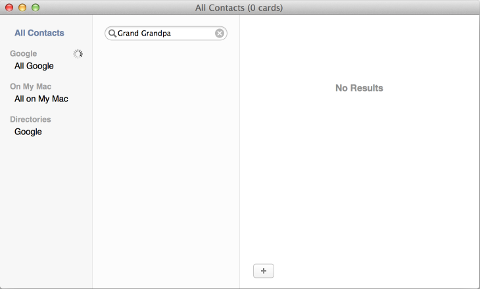 All Contacts (0 cards)
All Contacts
Google
All Google
On My Mac
All on My Mac
Directories
Google
Grand Grandpa
No Results
+